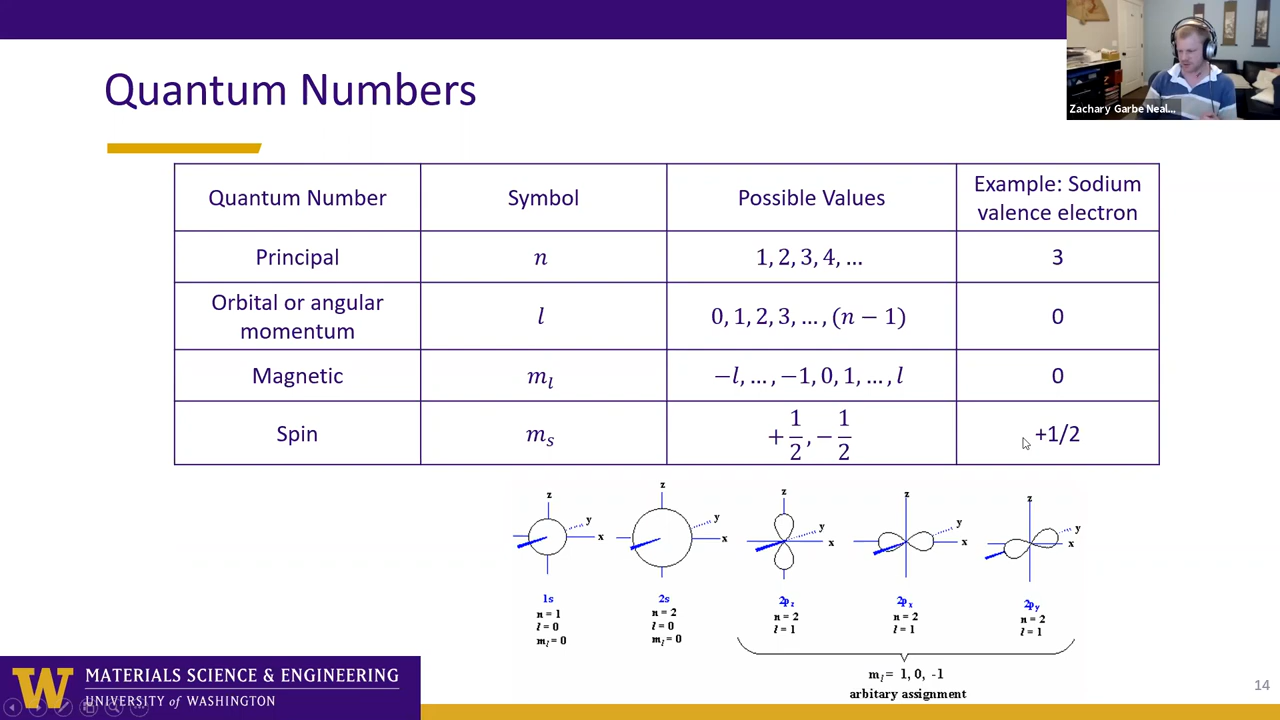 Zachary Garbe Neal...
Quantum Numbers
Quantum Number Symbol Possible Values Example: Sodium valence electron
Principal n 1, 2, 3, 4, … 3
Orbital or angular momentum l 0, 1, 2, 3, … , (n − 1) 0
Magnetic m_l −l, … , −1, 0, 1, … , l 0
Spin m_s +1/2, −1/2 +1/2
z z z z z
y y y y y
x x x x x
1s 2s 2p_z 2p_x 2p_y
n = 1 n = 2 n = 2 n = 2 n = 2
l = 0 l = 0 l = 1 l = 1 l = 1
m_l = 0 m_l = 0
m_l = 1, 0, -1
arbitary assignment
W MATERIALS SCIENCE & ENGINEERING
UNIVERSITY of WASHINGTON
14